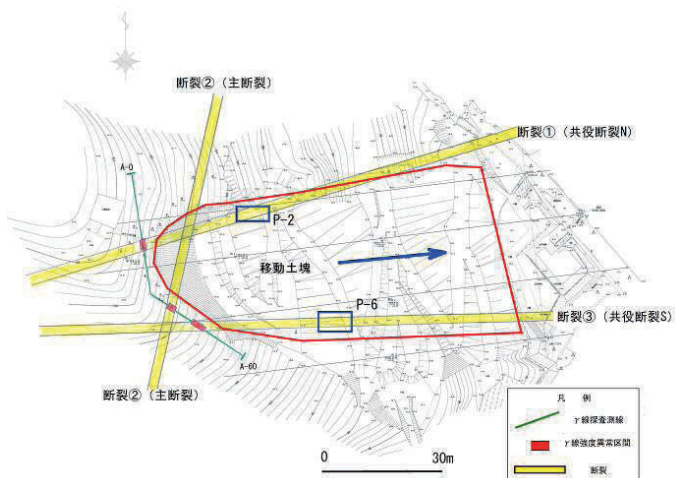 断裂②（主断裂）
断裂①（共役断裂N）
A-0
P-2
移動土塊
P-6
断裂③（共役断裂S）
A-60
断裂②（主断裂）
0 30m
凡 例
γ線探査測線
γ線強度異常区間
断裂